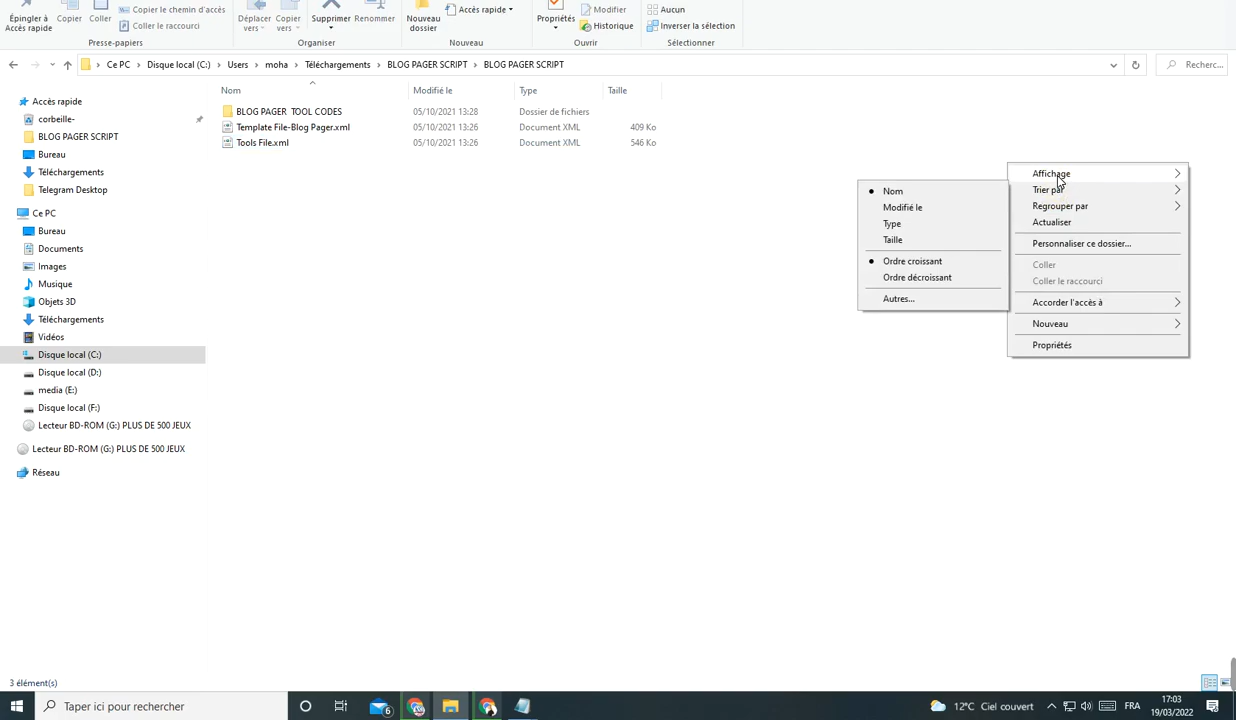 Épingler à
Accès rapide
Copier
Coller
Copier le chemin d'accès
Coller le raccourci
Presse-papiers
Déplacer
vers
Copier
vers
Supprimer
Renommer
Organiser
Nouveau
dossier
Accès rapide
Nouveau
Propriétés
Modifier
Historique
Ouvrir
Aucun
Inverser la sélection
Sélectionner
Ce PC > Disque local (C:) > Users > moha > Téléchargements > BLOG PAGER SCRIPT > BLOG PAGER SCRIPT
Recherc...
Nom Modifié le Type Taille
BLOG PAGER TOOL CODES 05/10/2021 13:28 Dossier de fichiers
Template File-Blog Pager.xml 05/10/2021 13:26 Document XML 409 Ko
Tools File.xml 05/10/2021 13:26 Document XML 546 Ko
Accès rapide
corbeille-
BLOG PAGER SCRIPT
Bureau
Téléchargements
Telegram Desktop
Ce PC
Bureau
Documents
Images
Musique
Objets 3D
Téléchargements
Vidéos
Disque local (C:)
Disque local (D:)
media (E:)
Disque local (F:)
Lecteur BD-ROM (G:) PLUS DE 500 JEUX
Lecteur BD-ROM (G:) PLUS DE 500 JEUX
Réseau
Nom
Modifié le
Type
Taille
Ordre croissant
Ordre décroissant
Autres...
Affichage
Trier par
Regrouper par
Actualiser
Personnaliser ce dossier...
Coller
Coller le raccourci
Accorder l'accès à
Nouveau
Propriétés
3 élément(s)
Taper ici pour rechercher
6
12°C Ciel couvert
FRA
17:03
19/03/2022